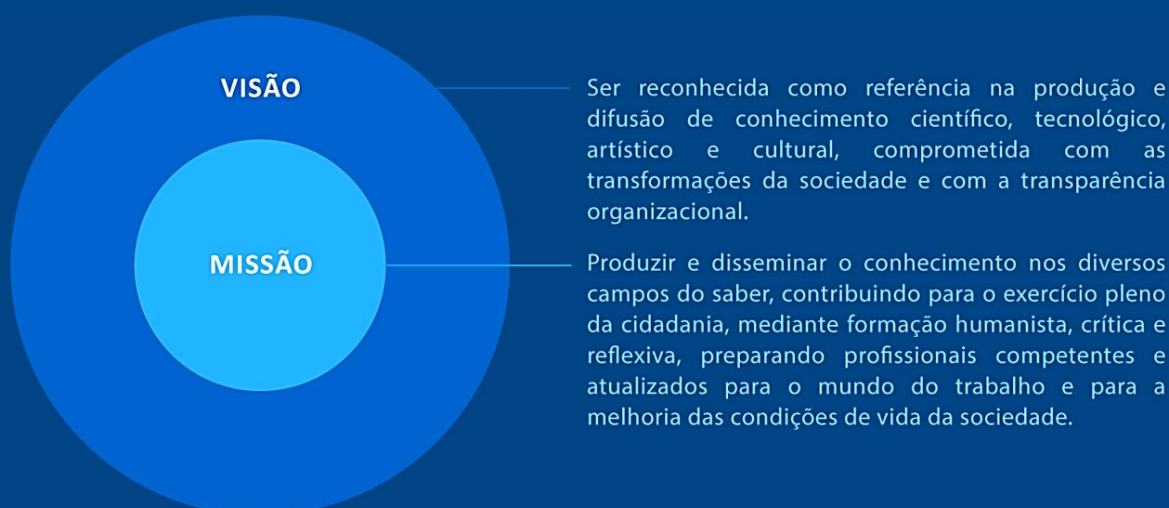 VISÃO
Ser reconhecida como referência na produção e
difusão de conhecimento científico, tecnológico,
artístico e cultural, comprometida com as
transformações da sociedade e com a transparência
organizacional.
MISSÃO
Produzir e disseminar o conhecimento nos diversos
campos do saber, contribuindo para o exercício pleno
da cidadania, mediante formação humanista, crítica e
reflexiva, preparando profissionais competentes e
atualizados para o mundo do trabalho e para a
melhoria das condições de vida da sociedade.